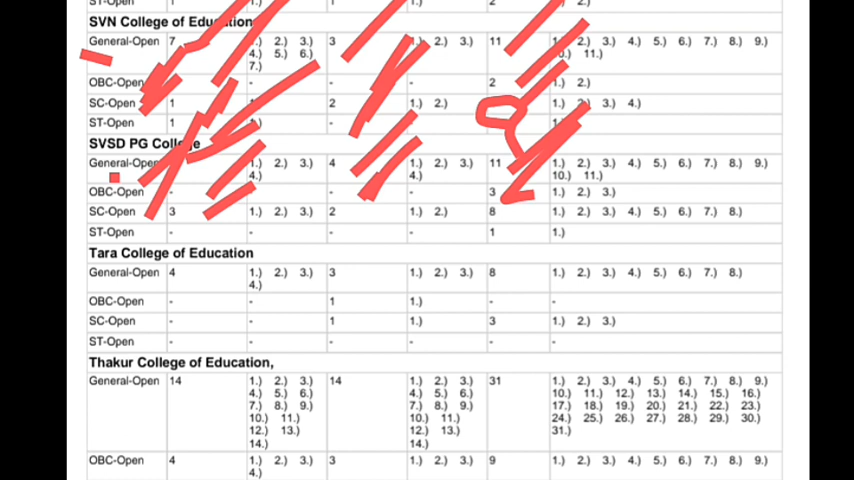 ST-Open 1 1.) 1 1.) 2 2.)
SVN College of Education
General-Open 7 2.) 3.) 3 2.) 3.) 11 2.) 3.) 4.) 5.) 6.) 7.) 8.) 9.)
4.) 5.) 6.) 11.)
7.)
OBC-Open - - - 2 1.) 2.)
SC-Open 1 2 1.) 2.) 1.) 3.) 4.)
ST-Open 1 -
SVSD PG College
General-Open 1.) 2.) 3.) 4 1.) 2.) 3.) 11 1.) 2.) 3.) 4.) 5.) 6.) 7.) 8.) 9.)
4.) 4.) 10.) 11.)
OBC-Open - - - - 3 1.) 2.) 3.)
SC-Open 3 1.) 2.) 3.) 2 1.) 2.) 8 1.) 2.) 3.) 4.) 5.) 6.) 7.) 8.)
ST-Open - - - - 1 1.)
Tara College of Education
General-Open 4 1.) 2.) 3.) 3 1.) 2.) 3.) 8 1.) 2.) 3.) 4.) 5.) 6.) 7.) 8.)
4.)
OBC-Open - - 1 1.) - -
SC-Open - - 1 1.) 3 1.) 2.) 3.)
ST-Open - - - - - -
Thakur College of Education,
General-Open 14 1.) 2.) 3.) 14 1.) 2.) 3.) 31 1.) 2.) 3.) 4.) 5.) 6.) 7.) 8.) 9.)
4.) 5.) 6.) 4.) 5.) 6.) 10.) 11.) 12.) 13.) 14.) 15.) 16.)
7.) 8.) 9.) 7.) 8.) 9.) 17.) 18.) 19.) 20.) 21.) 22.) 23.)
10.) 11.) 10.) 11.) 24.) 25.) 26.) 27.) 28.) 29.) 30.)
12.) 13.) 12.) 13.) 31.)
14.) 14.)
OBC-Open 4 1.) 2.) 3.) 3 1.) 2.) 3.) 9 1.) 2.) 3.) 4.) 5.) 6.) 7.) 8.) 9.)
4.)